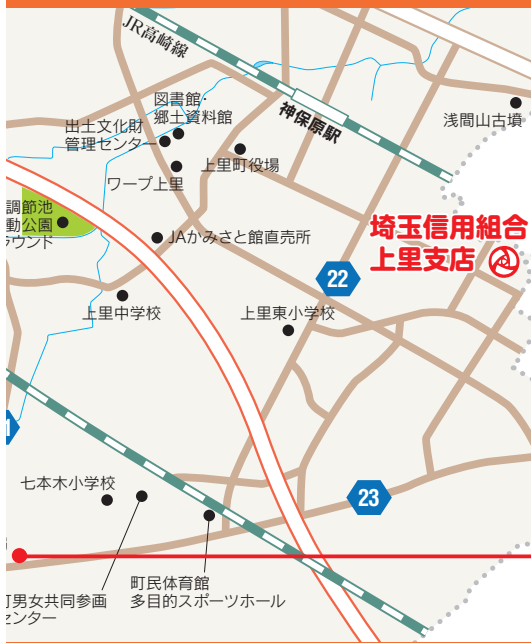 JR高崎線
図書館・
郷土資料館
神保原駅
浅間山古墳
出土文化財
管理センター
上里町役場
ワープ上里
調節池
動公園
ラウンド
JAかみさと館直売所
埼玉信用組合
上里支店
22
上里中学校
上里東小学校
1
七本木小学校
23
町民体育館
多目的スポーツホール
町男女共同参画
センター